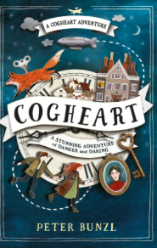 A COGHEART ADVENTURE
COGHEART
A STUNNING ADVENTURE
OF DANGER AND DARING
PETER BUNZL